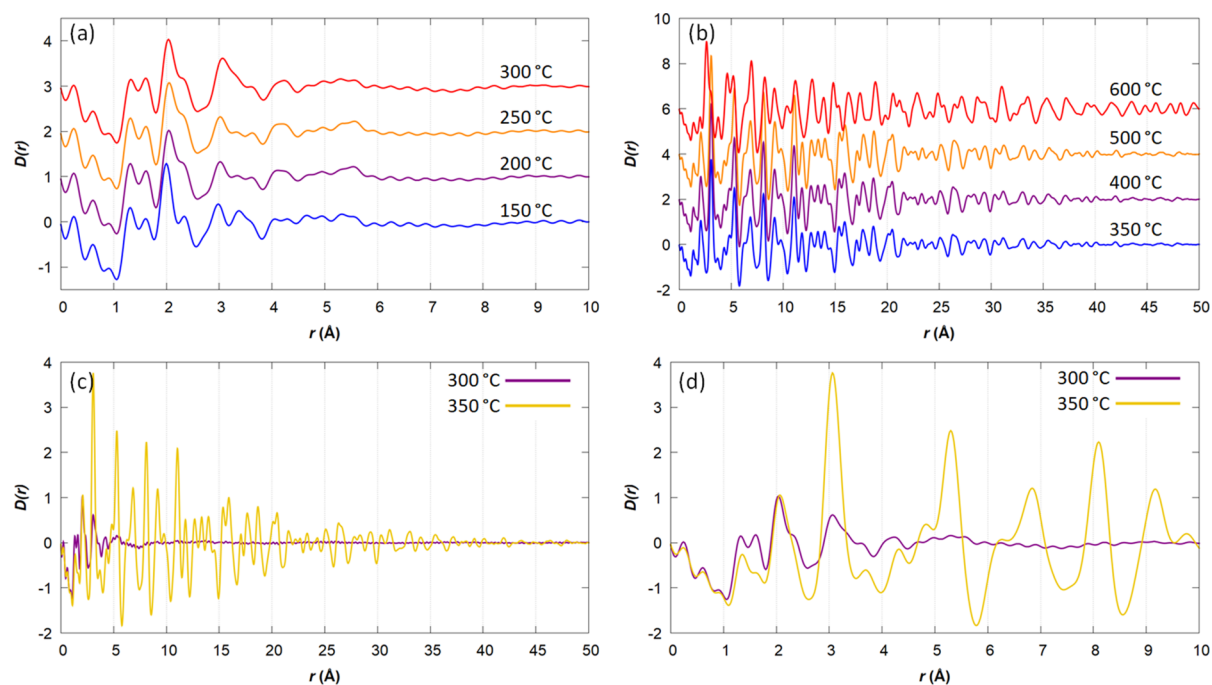 (a)
4
3
2
1
0
-1
D(r)
300 °C
250 °C
200 °C
150 °C
0 1 2 3 4 5 6 7 8 9 10
r (Å)
(b)
10
8
6
4
2
0
-2
D(r)
600 °C
500 °C
400 °C
350 °C
0 5 10 15 20 25 30 35 40 45 50
r (Å)
(c)
4
3
2
1
0
-1
-2
D(r)
300 °C
350 °C
0 5 10 15 20 25 30 35 40 45 50
r (Å)
(d)
4
3
2
1
0
-1
-2
D(r)
300 °C
350 °C
0 1 2 3 4 5 6 7 8 9 10
r (Å)